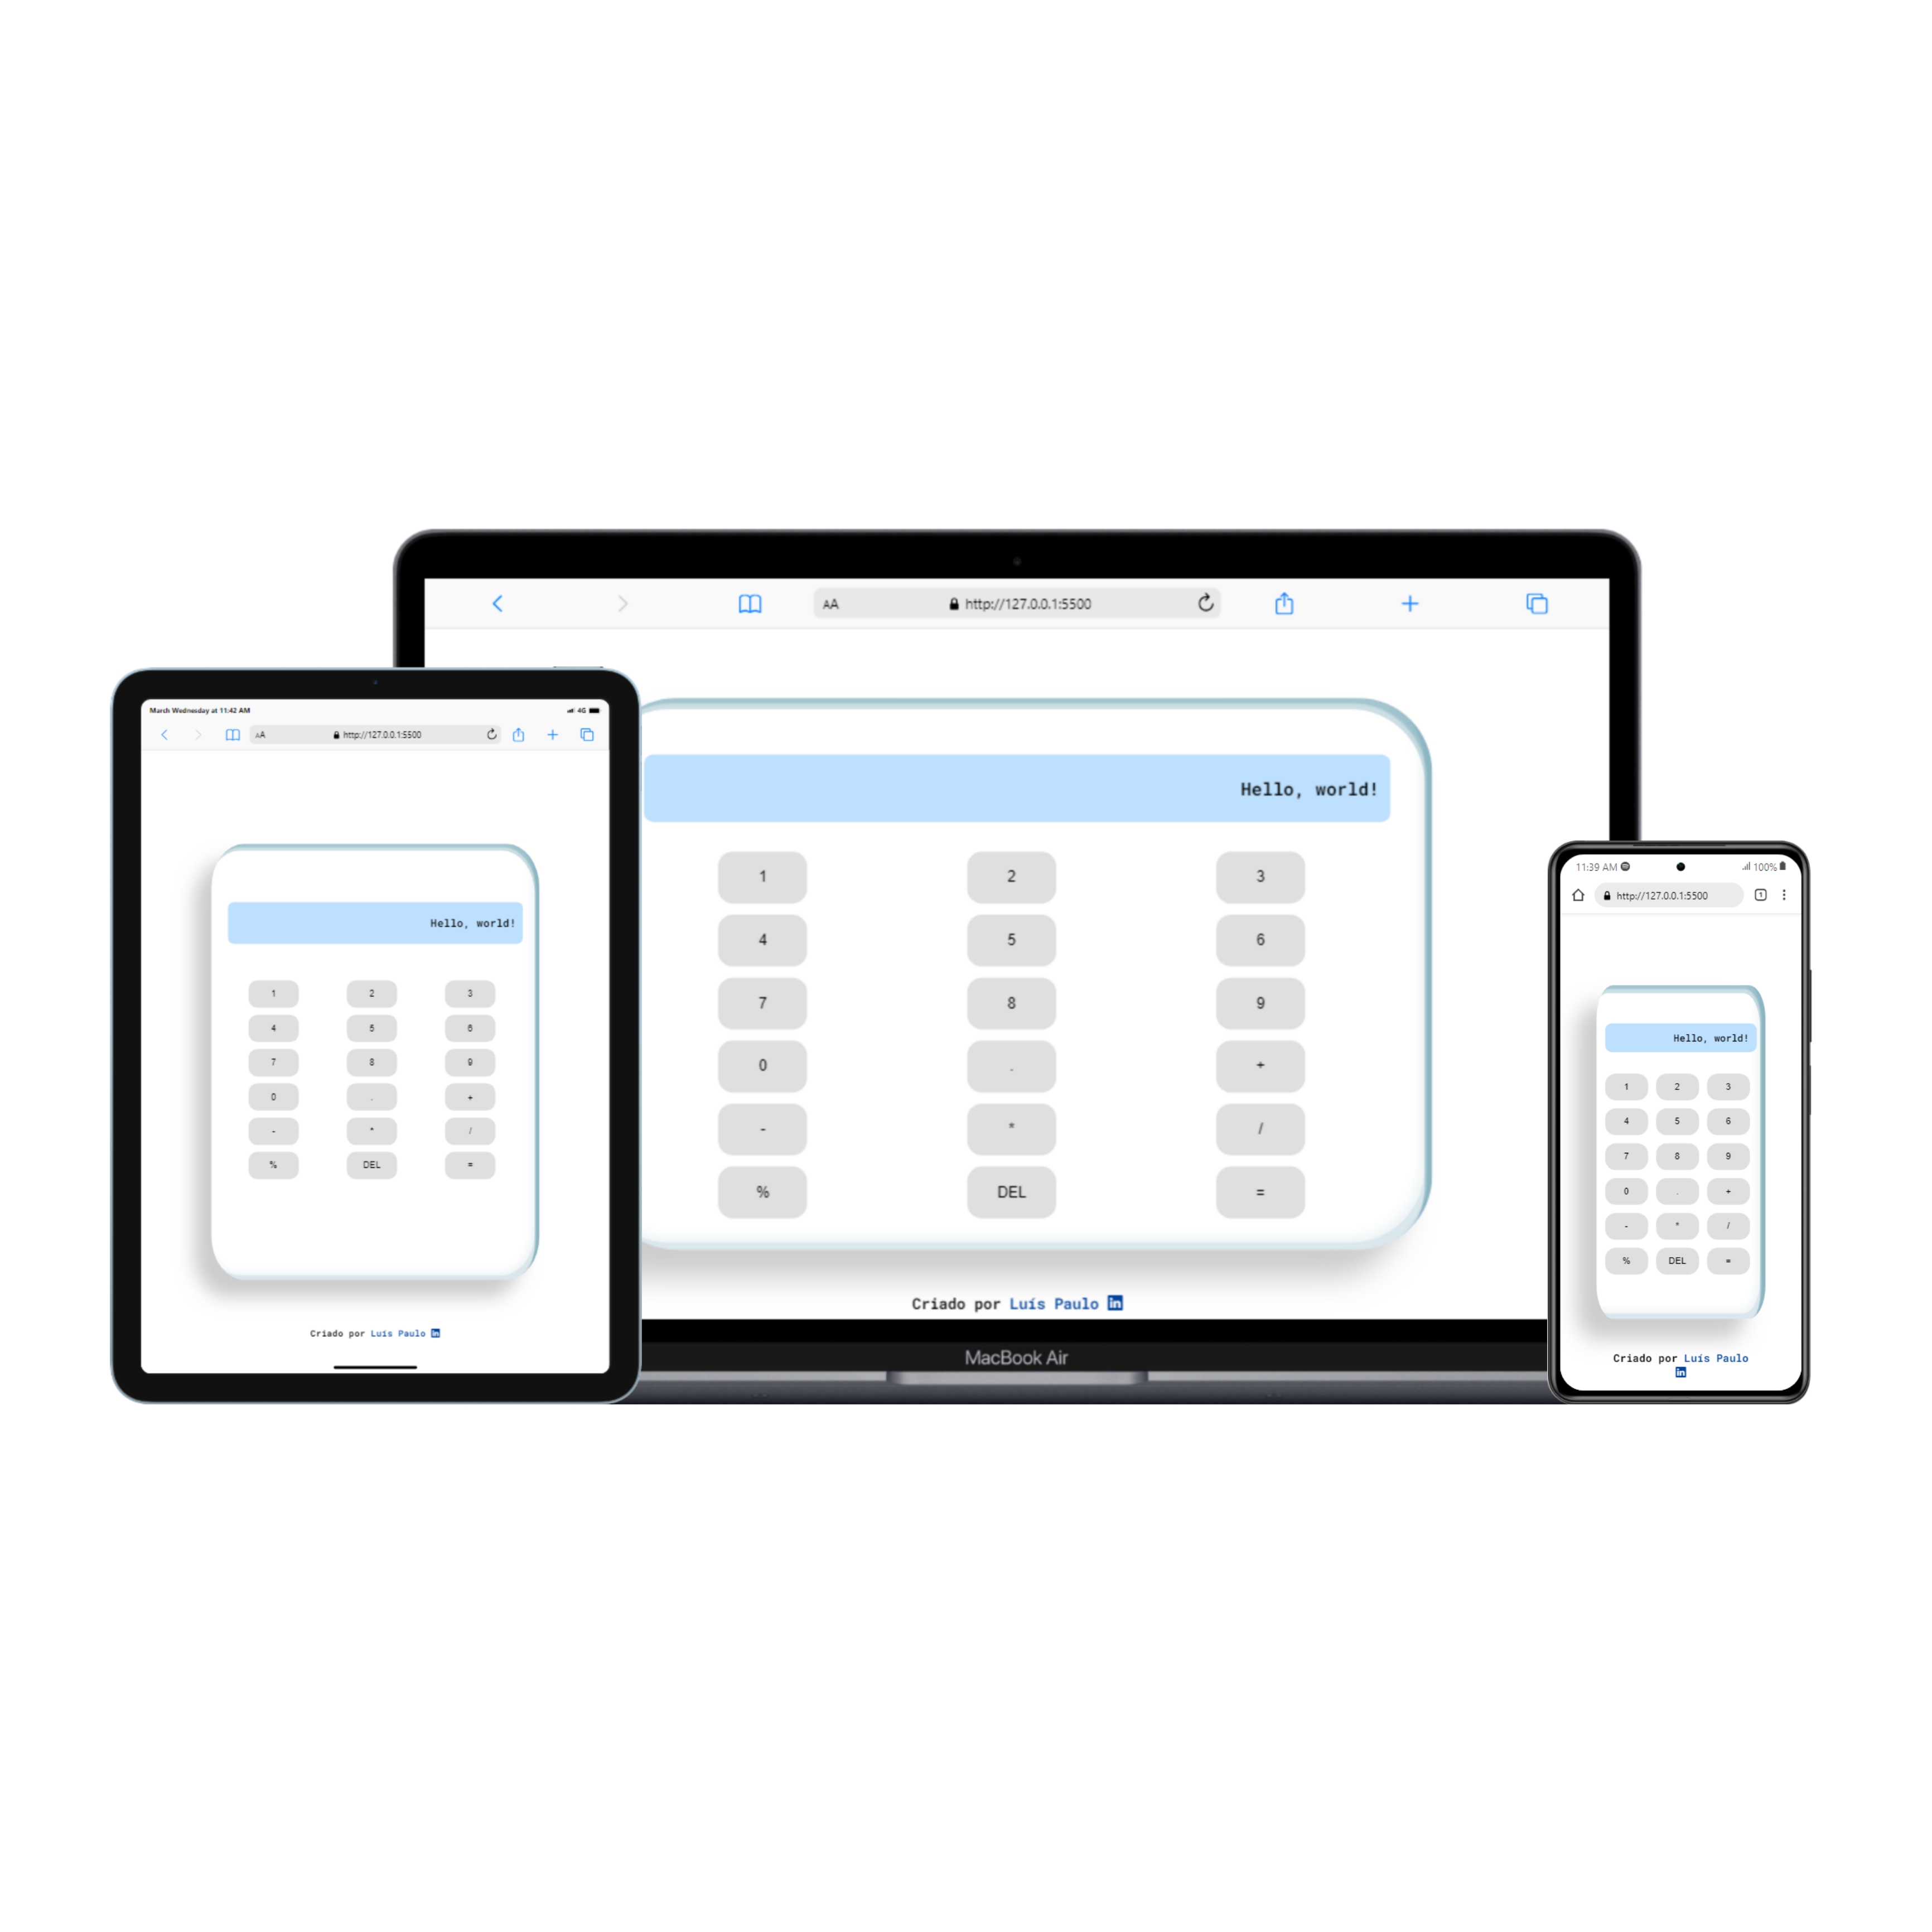 AA http://127.0.0.1:5500
Hello, world!
1 2 3
4 5 6
7 8 9
0 . +
- * /
% DEL =
Criado por Luís Paulo in
MacBook Air
March Wednesday at 11:42 AM 4G
AA http://127.0.0.1:5500
Hello, world!
1 2 3
4 5 6
7 8 9
0 . +
- * /
% DEL =
Criado por Luís Paulo in
11:39 AM 100%
http://127.0.0.1:5500 1
Hello, world!
1 2 3
4 5 6
7 8 9
0 . +
- * /
% DEL =
Criado por Luís Paulo
in